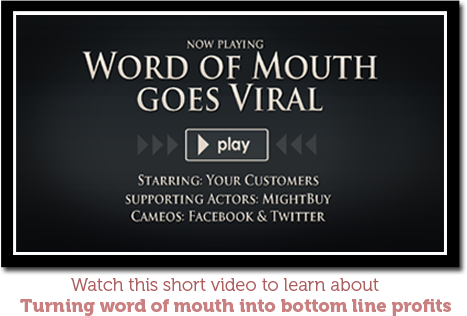 NOW PLAYING
WORD OF MOUTH
GOES VIRAL
play
STARRING: YOUR CUSTOMERS
SUPPORTING ACTORS: MIGHTBUY
CAMEOS: FACEBOOK & TWITTER
Watch this short video to learn about
Turning word of mouth into bottom line profits